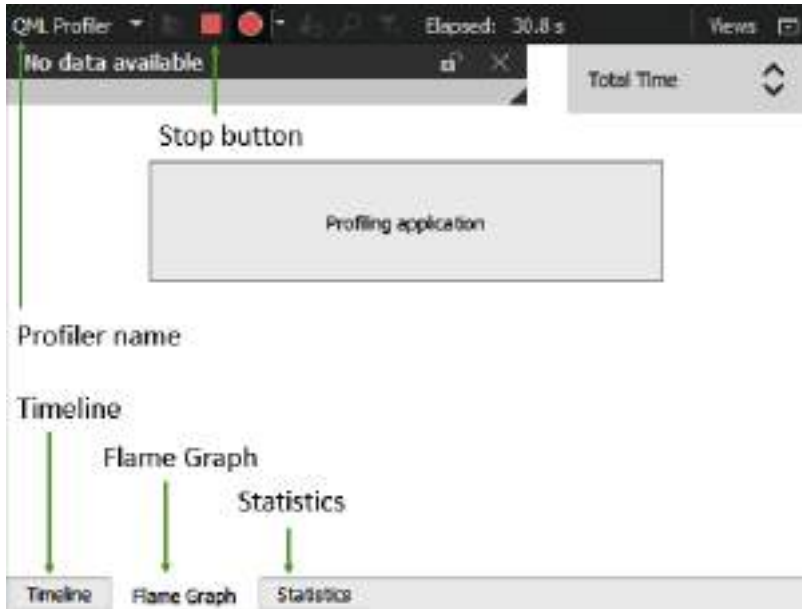 QML Profiler Elapsed: 30.8 s Views
No data available
Total Time
Stop button
Profiling application
Profiler name
Timeline
Flame Graph
Statistics
Timeline Flame Graph Statistics